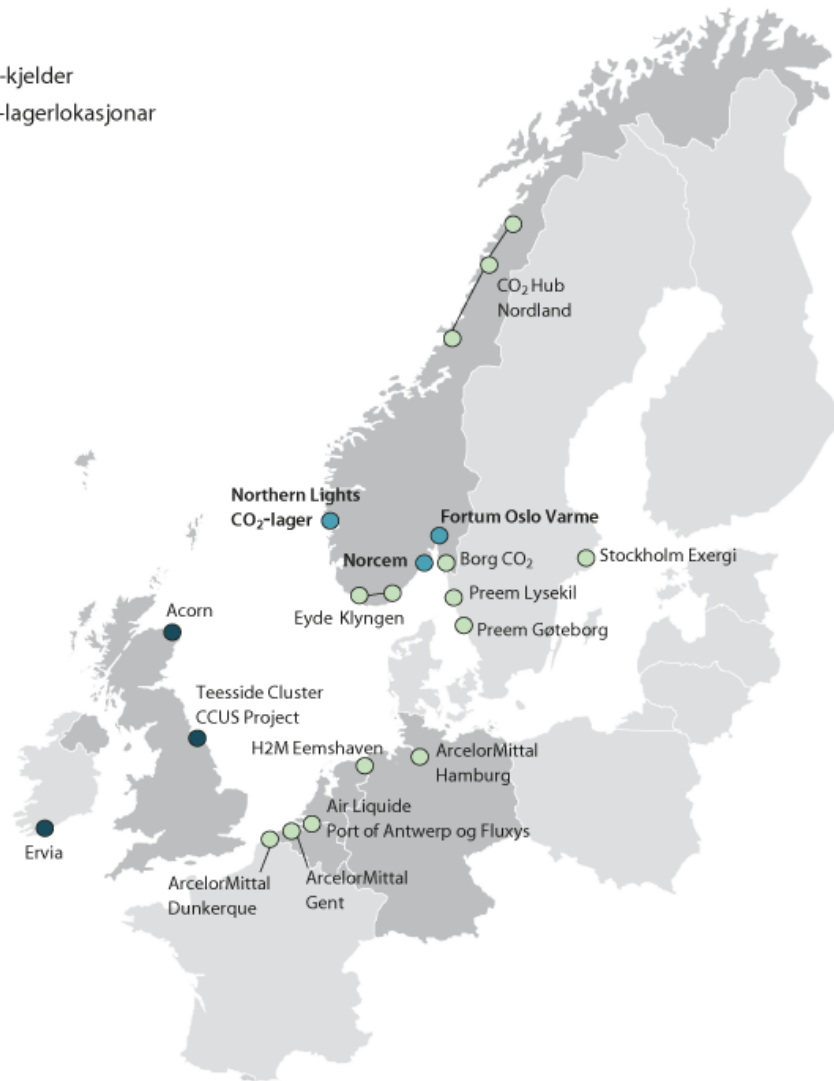 -kjelder
-lagerlokasjonar
CO₂ Hub
Nordland
Northern Lights
CO₂-lager
Fortum Oslo Varme
Norcem
Borg CO₂
Stockholm Exergi
Eyde Klyngen
Preem Lysekil
Preem Gøteborg
Acorn
Teesside Cluster
CCUS Project
H2M Eemshaven
ArcelorMittal
Hamburg
Air Liquide
Port of Antwerp og Fluxys
Ervia
ArcelorMittal
Dunkerque
ArcelorMittal
Gent